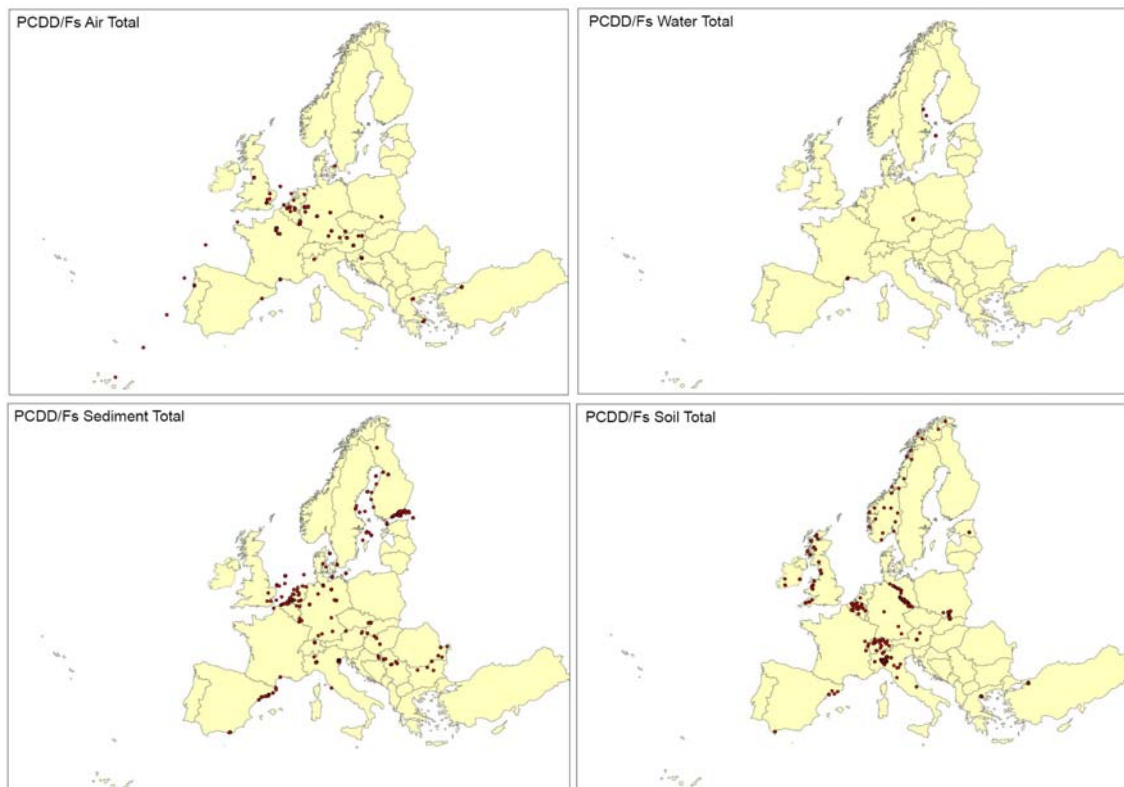 PCDD/Fs Air Total
PCDD/Fs Water Total
PCDD/Fs Sediment Total
PCDD/Fs Soil Total